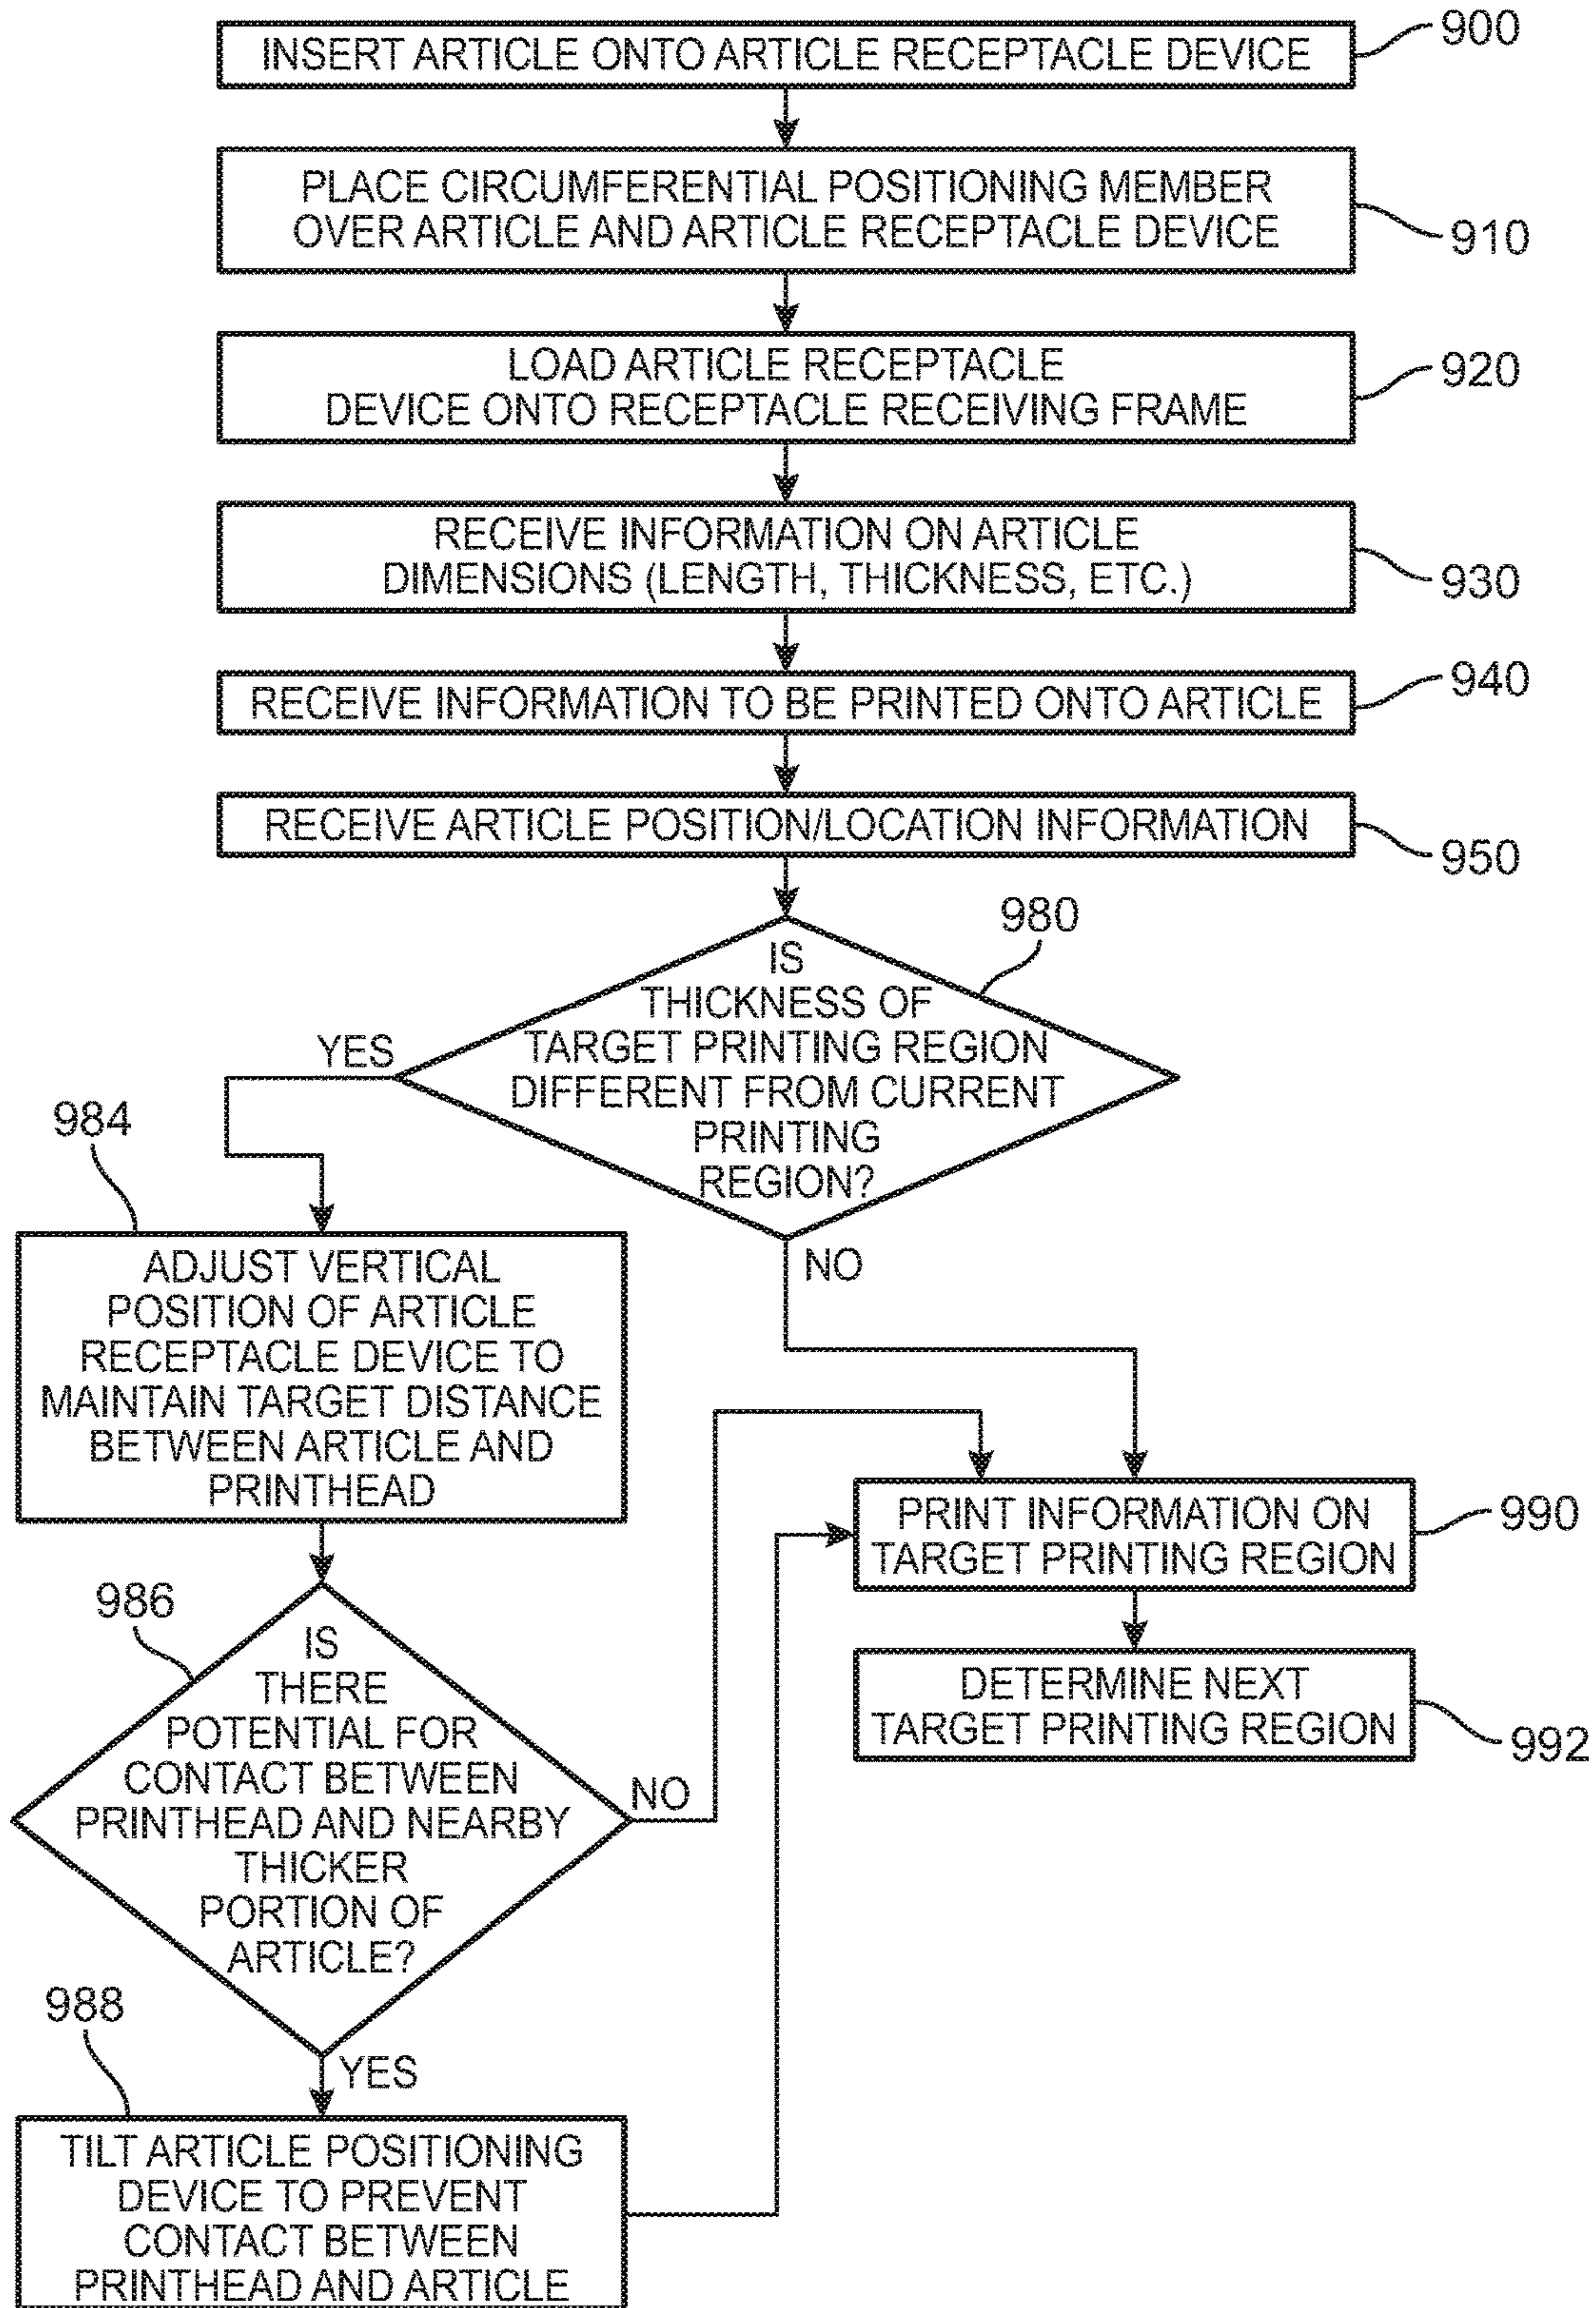 INSERT ARTICLE ONTO ARTICLE RECEPTACLE DEVICE
900
PLACE CIRCUMFERENTIAL POSITIONING MEMBER
OVER ARTICLE AND ARTICLE RECEPTACLE DEVICE
910
LOAD ARTICLE RECEPTACLE
DEVICE ONTO RECEPTACLE RECEIVING FRAME
920
RECEIVE INFORMATION ON ARTICLE
DIMENSIONS (LENGTH, THICKNESS, ETC.)
930
RECEIVE INFORMATION TO BE PRINTED ONTO ARTICLE
940
RECEIVE ARTICLE POSITION/LOCATION INFORMATION
950
980
IS
THICKNESS OF
TARGET PRINTING REGION
DIFFERENT FROM CURRENT
PRINTING
REGION?
YES
NO
984
ADJUST VERTICAL
POSITION OF ARTICLE
RECEPTACLE DEVICE TO
MAINTAIN TARGET DISTANCE
BETWEEN ARTICLE AND
PRINTHEAD
986
IS
THERE
POTENTIAL FOR
CONTACT BETWEEN
PRINTHEAD AND NEARBY
THICKER
PORTION OF
ARTICLE?
NO
YES
988
TILT ARTICLE POSITIONING
DEVICE TO PREVENT
CONTACT BETWEEN
PRINTHEAD AND ARTICLE
PRINT INFORMATION ON
TARGET PRINTING REGION
990
DETERMINE NEXT
TARGET PRINTING REGION
992